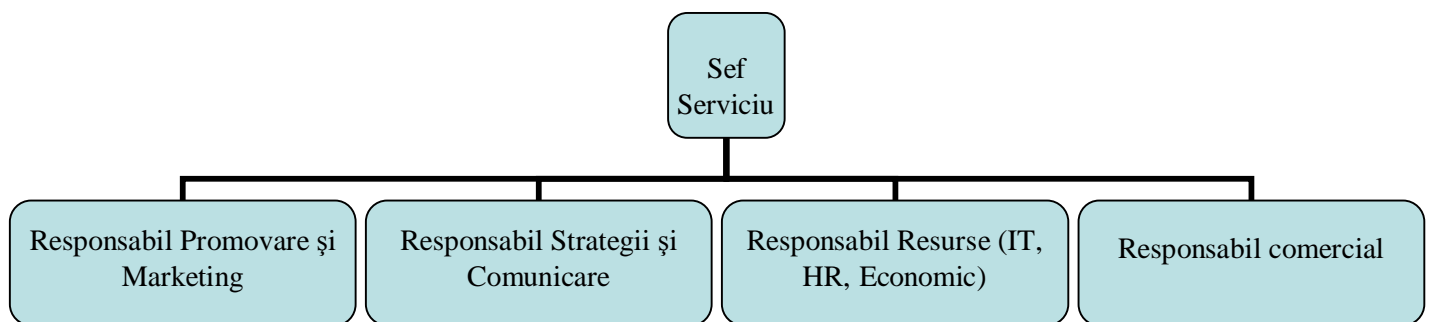 Sef
Serviciu
Responsabil Promovare şi
Marketing
Responsabil Strategii şi
Comunicare
Responsabil Resurse (IT,
HR, Economic)
Responsabil comercial